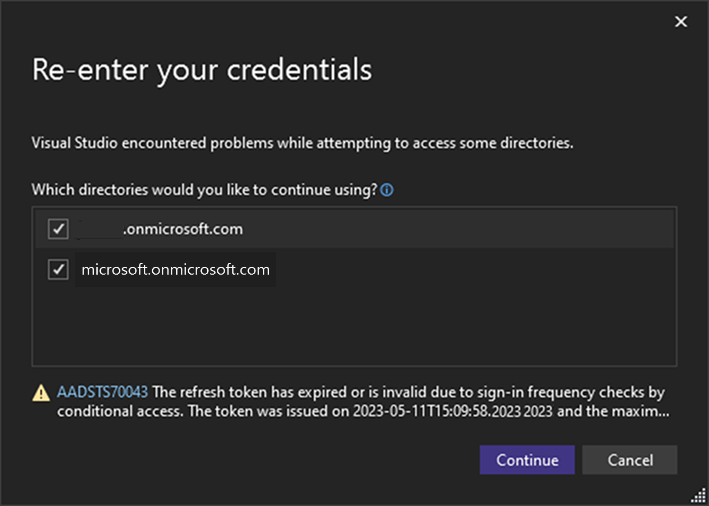 Re-enter your credentials
Visual Studio encountered problems while attempting to access some directories.
Which directories would you like to continue using?
.onmicrosoft.com
microsoft.onmicrosoft.com
AADSTS70043 The refresh token has expired or is invalid due to sign-in frequency checks by
conditional access. The token was issued on 2023-05-11T15:09:58.2023 2023 and the maxim...
Continue Cancel